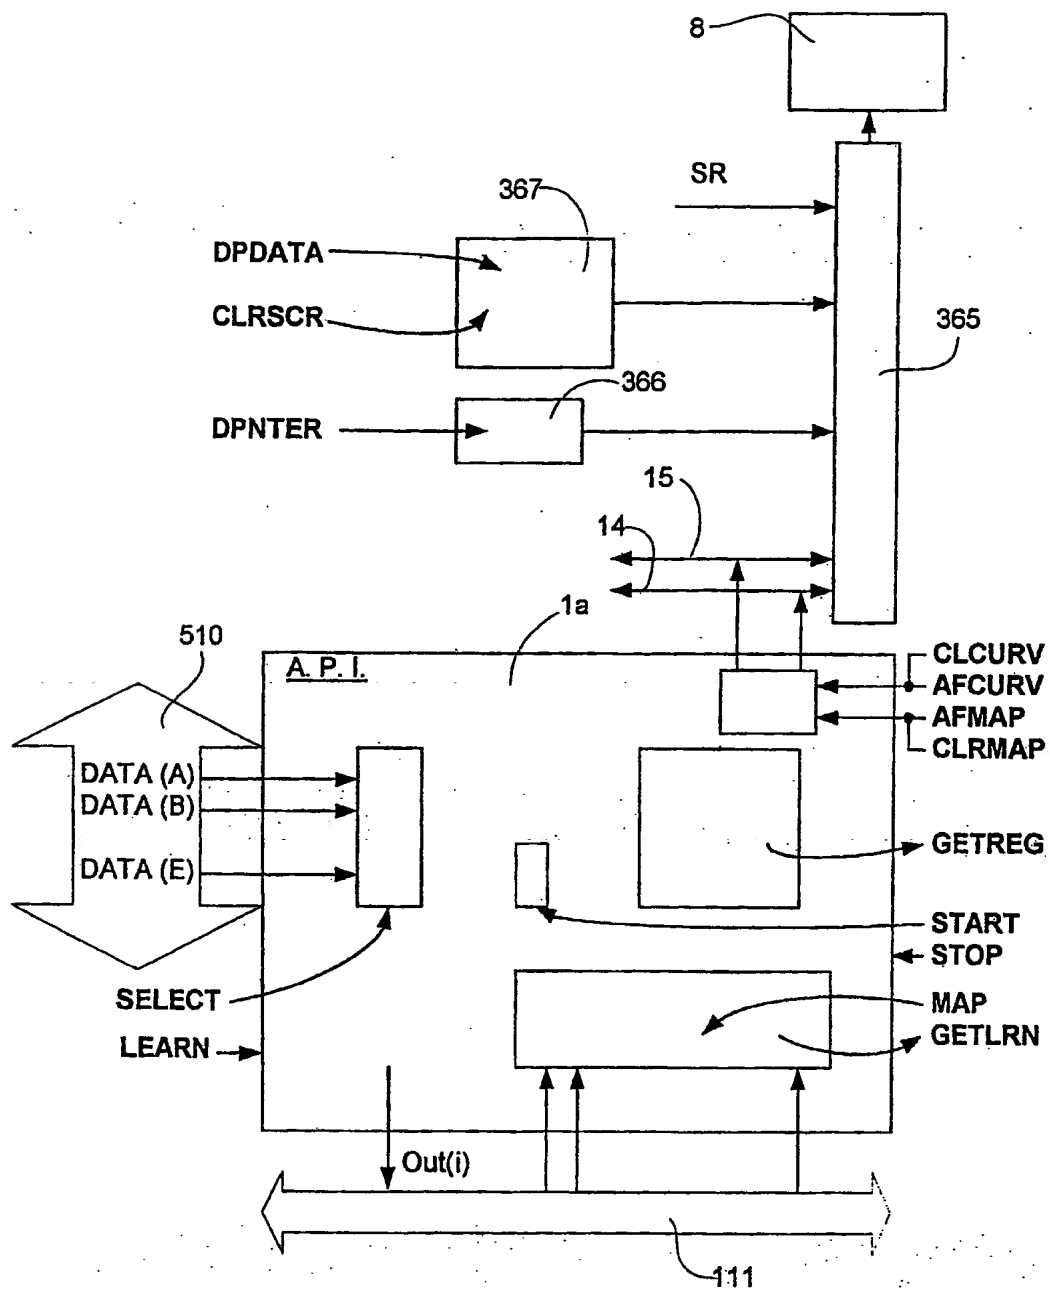 8
SR
367
DPDATA
CLRSCR
365
366
DPNTER
15
14
1a
510
A. P. I.
CLCURV
AFCURV
AFMAP
CLRMAP
DATA (A)
DATA (B)
DATA (E)
GETREG
START
STOP
SELECT
MAP
LEARN
GETLRN
Out(i)
111